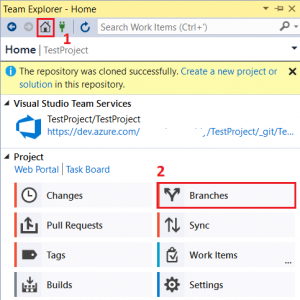 Team Explorer - Home
Search Work Items (Ctrl+')
1
Home | TestProject
The repository was cloned successfully. Create a new project or
solution in this repository.
Visual Studio Team Services
TestProject/TestProject
https://dev.azure.com/ /TestProject/_git/Te...
Project
Web Portal | Task Board
2
Changes
Branches
Pull Requests
Sync
Tags
Work Items
...
Builds
Settings